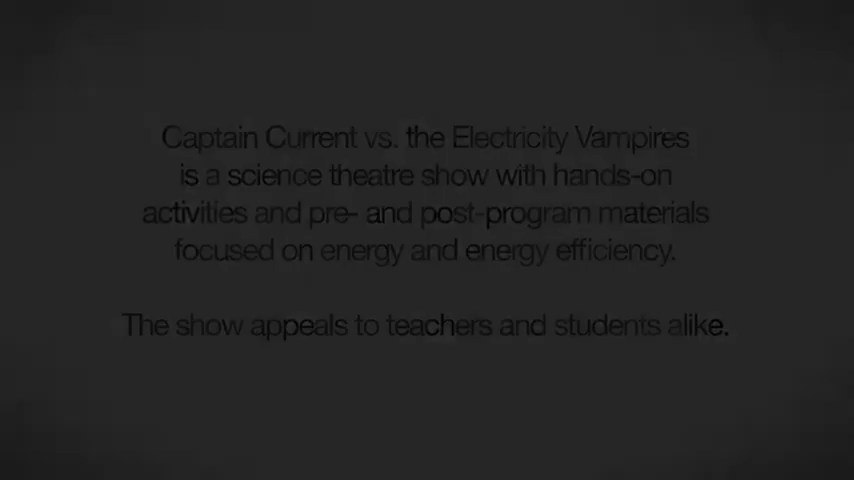 Captain Current vs. the Electricity Vampires
is a science theatre show with hands-on
activities and pre- and post-program materials
focused on energy and energy efficiency.
The show appeals to teachers and students alike.